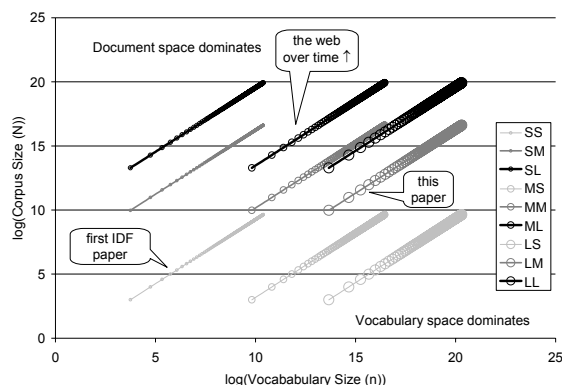 Document space dominates
the web
over time ↑
first IDF
paper
this
paper
Vocabulary space dominates
log(Corpus Size (N))
25
20
15
10
5
0
0 5 10 15 20 25
log(Vocababulary Size (n))
SS
SM
SL
MS
MM
ML
LS
LM
LL